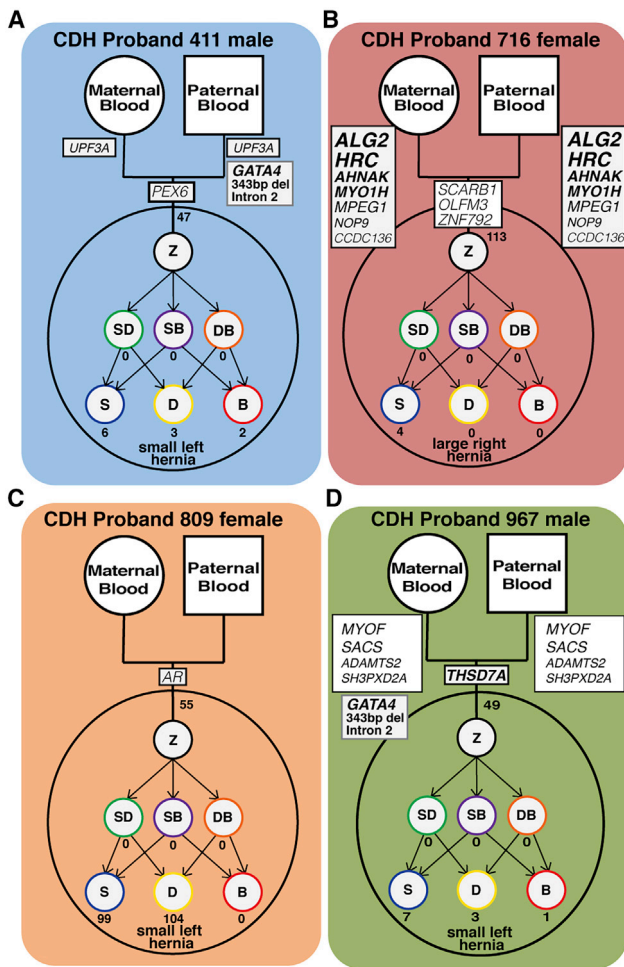 A
CDH Proband 411 male
Maternal
Blood
Paternal
Blood
UPF3A
UPF3A
GATA4
343bp del
Intron 2
PEX6
47
Z
SD
SB
DB
0
0
0
S
D
B
6
3
2
small left
hernia
B
CDH Proband 716 female
Maternal
Blood
Paternal
Blood
ALG2
HRC
AHNAK
MYO1H
MPEG1
NOP9
CCDC136
ALG2
HRC
AHNAK
MYO1H
MPEG1
NOP9
CCDC136
SCARB1
OLFM3
ZNF792
113
Z
SD
SB
DB
0
0
0
S
D
B
4
0
0
large right
hernia
C
CDH Proband 809 female
Maternal
Blood
Paternal
Blood
AR
55
Z
SD
SB
DB
0
0
0
S
D
B
99
104
0
small left
hernia
D
CDH Proband 967 male
Maternal
Blood
Paternal
Blood
MYOF
SACS
ADAMTS2
SH3PXD2A
MYOF
SACS
ADAMTS2
SH3PXD2A
GATA4
343bp del
Intron 2
THSD7A
49
Z
SD
SB
DB
0
0
0
S
D
B
7
3
1
small left
hernia